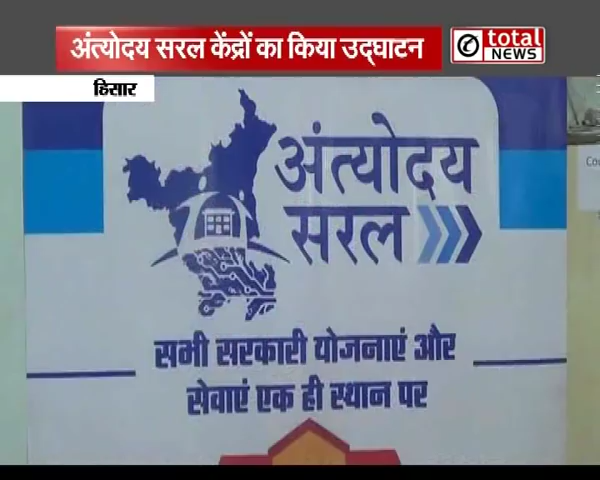 अंत्योदय सरल केंद्रों का किया उद्घाटन
total
NEWS
हिसार
अंत्योदय
सरल
सभी सरकारी योजनाएं और
सेवाएं एक ही स्थान पर